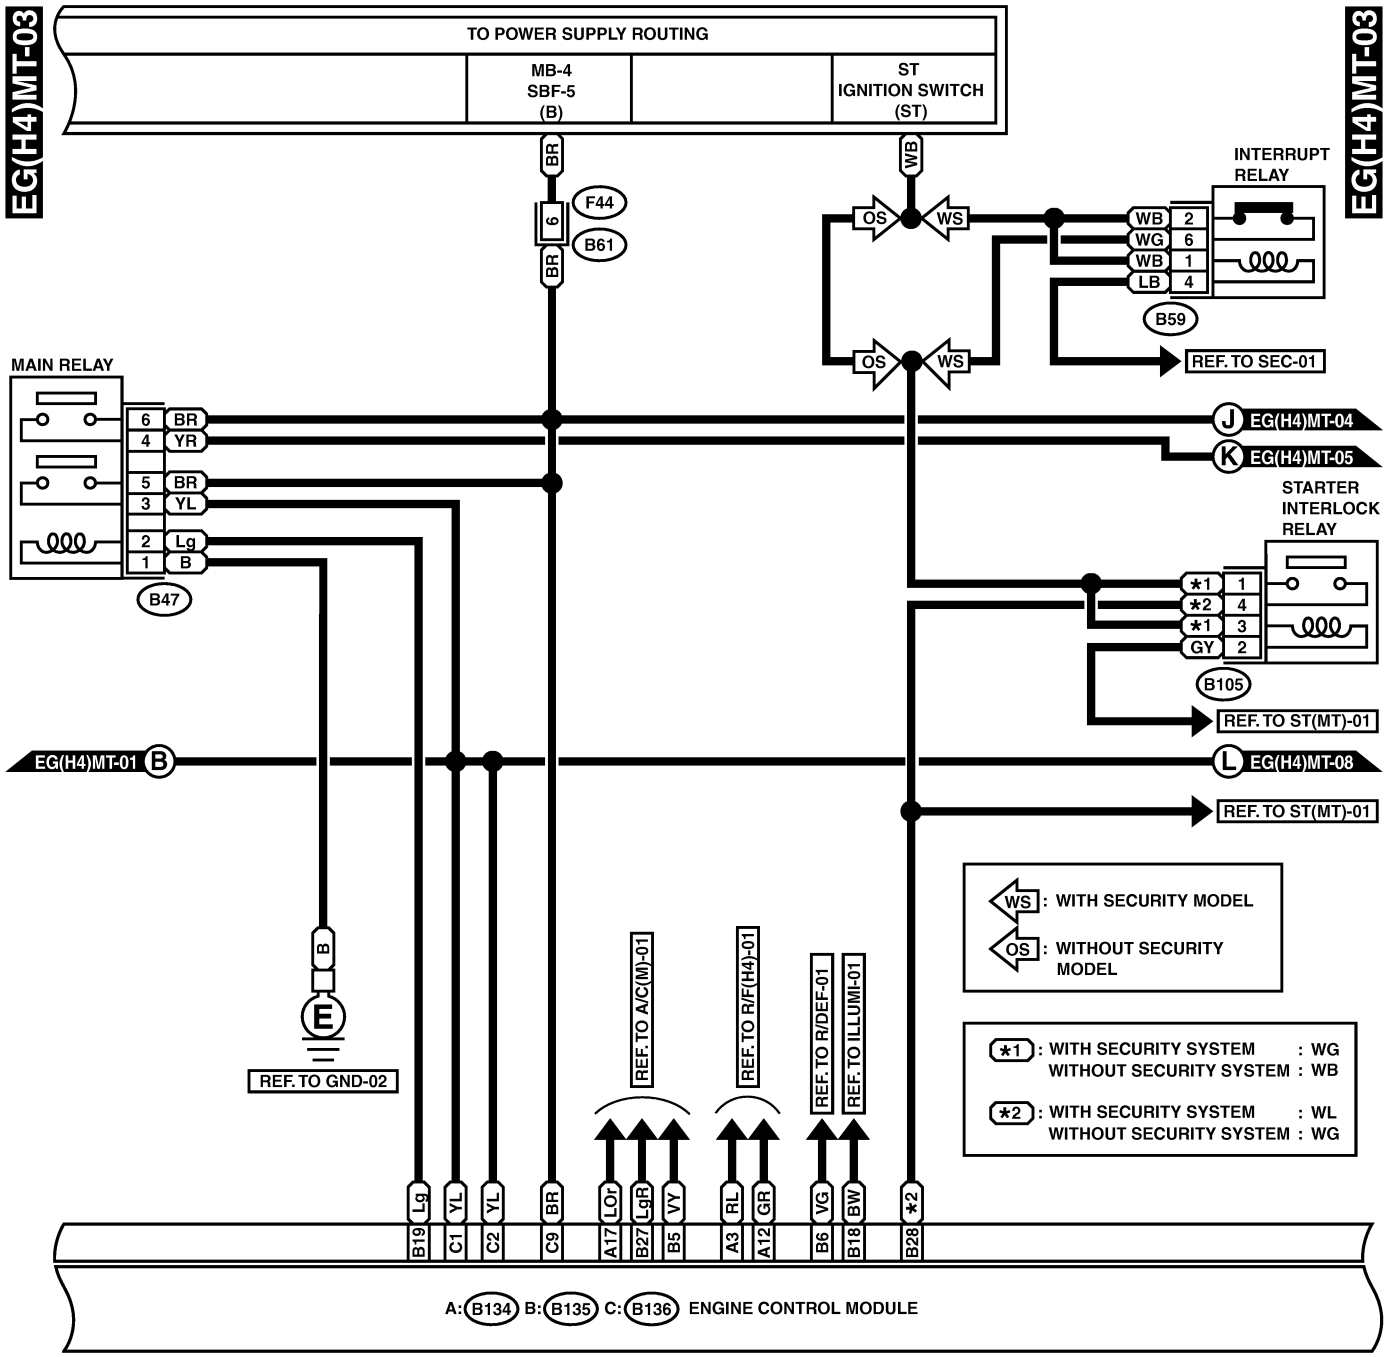 EG(H4)MT-03
EG(H4)MT-03
TO POWER SUPPLY ROUTING
MB-4
SBF-5
(B)
ST
IGNITION SWITCH
(ST)
BR
WB
INTERRUPT
RELAY
6
F44
B61
BR
OS
WS
WB 2
WG 6
WB 1
LB 4
B59
OS
WS
REF. TO SEC-01
MAIN RELAY
6 BR
4 YR
5 BR
3 YL
2 Lg
1 B
B47
J EG(H4)MT-04
K EG(H4)MT-05
STARTER
INTERLOCK
RELAY
*1 1
*2 4
*1 3
GY 2
B105
REF. TO ST(MT)-01
EG(H4)MT-01 B
L EG(H4)MT-08
REF. TO ST(MT)-01
WS : WITH SECURITY MODEL
OS : WITHOUT SECURITY
MODEL
B
E
REF. TO GND-02
REF. TO A/C(M)-01
REF. TO R/F(H4)-01
REF. TO R/DEF-01
REF. TO ILLUMI-01
*1 : WITH SECURITY SYSTEM : WG
WITHOUT SECURITY SYSTEM : WB
*2 : WITH SECURITY SYSTEM : WL
WITHOUT SECURITY SYSTEM : WG
Lg YL YL BR LOr LgR VY RL GR VG BW *2
B19 C1 C2 C9 A17 B27 B5 A3 A12 B6 B18 B28
A: B134 B: B135 C: B136 ENGINE CONTROL MODULE